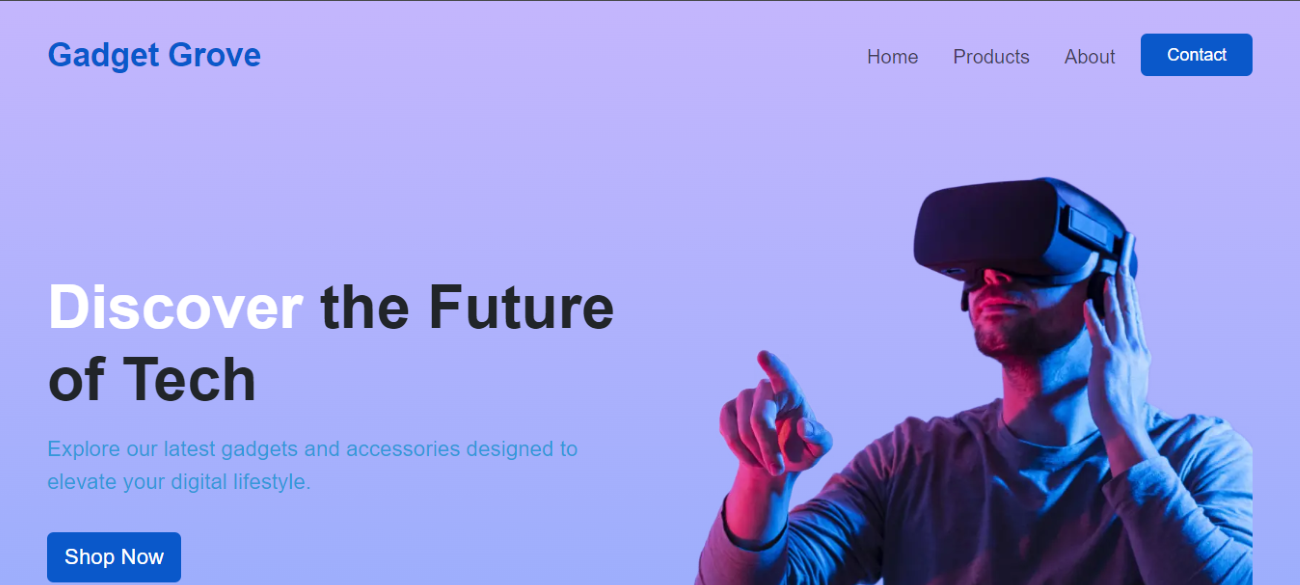 Gadget Grove
Home Products About Contact
Discover the Future
of Tech
Explore our latest gadgets and accessories designed to
elevate your digital lifestyle.
Shop Now